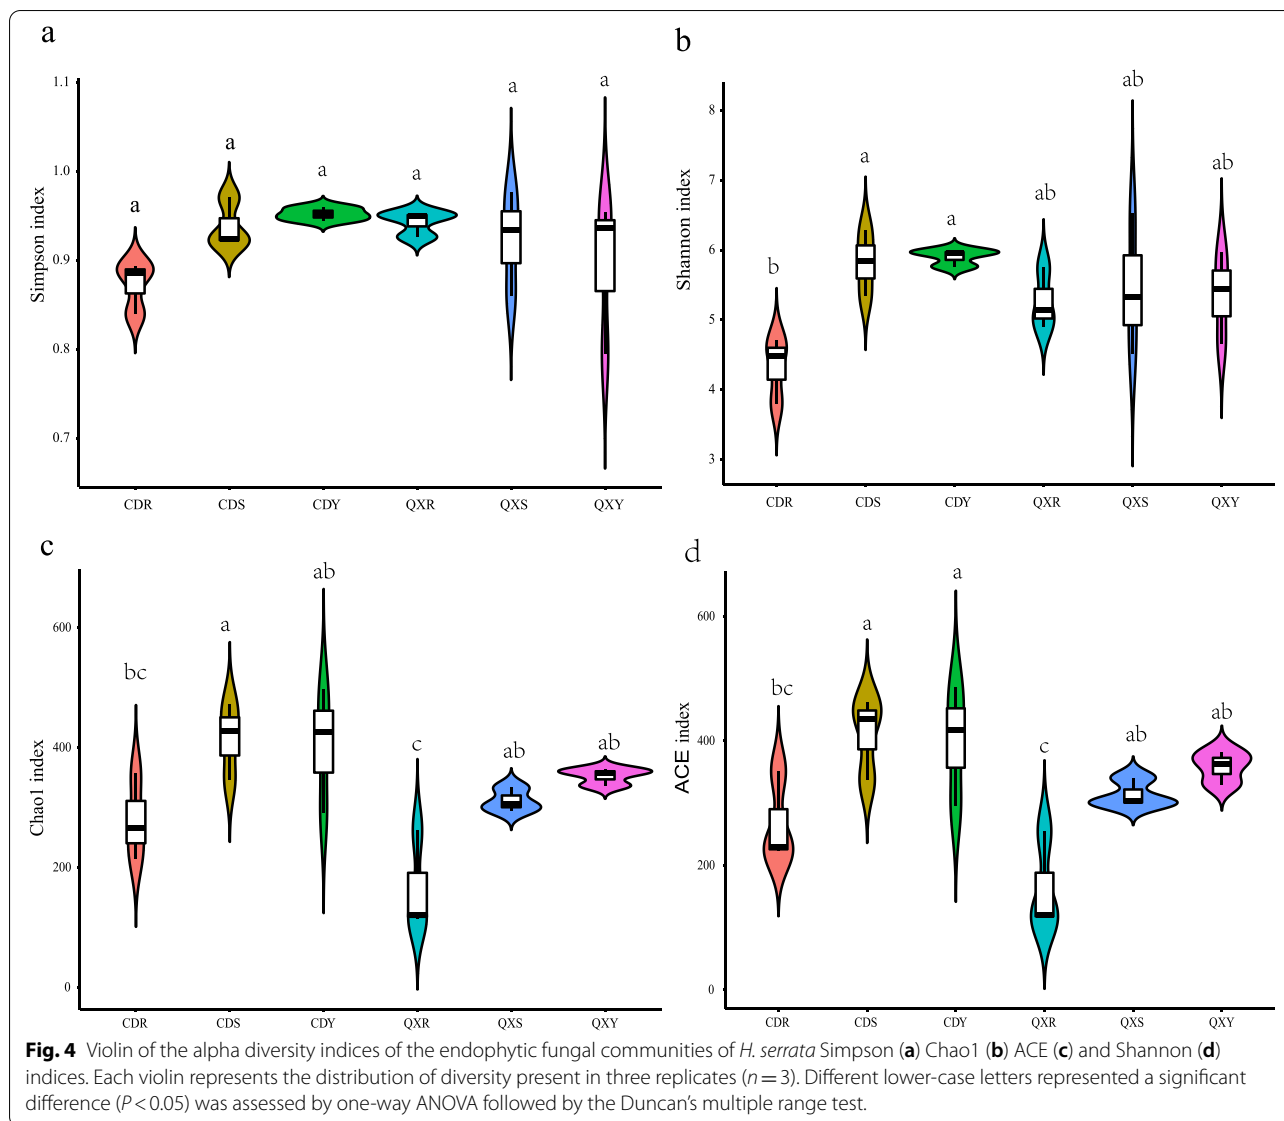 a
1.1
1.0
0.9
0.8
0.7
Simpson index
a
a
a
a
a
a
CDR CDS CDY QXR QXS QXY
b
8
7
6
5
4
3
Shannon index
b
a
a
ab
ab
ab
CDR CDS CDY QXR QXS QXY
c
600
400
200
0
Chao1 index
bc
a
ab
c
ab
ab
CDR CDS CDY QXR QXS QXY
d
600
400
200
0
ACE index
bc
a
a
c
ab
ab
CDR CDS CDY QXR QXS QXY
Fig. 4 Violin of the alpha diversity indices of the endophytic fungal communities of H. serrata Simpson (a) Chao1 (b) ACE (c) and Shannon (d)
indices. Each violin represents the distribution of diversity present in three replicates (n = 3). Different lower-case letters represented a significant
difference (P < 0.05) was assessed by one-way ANOVA followed by the Duncan's multiple range test.